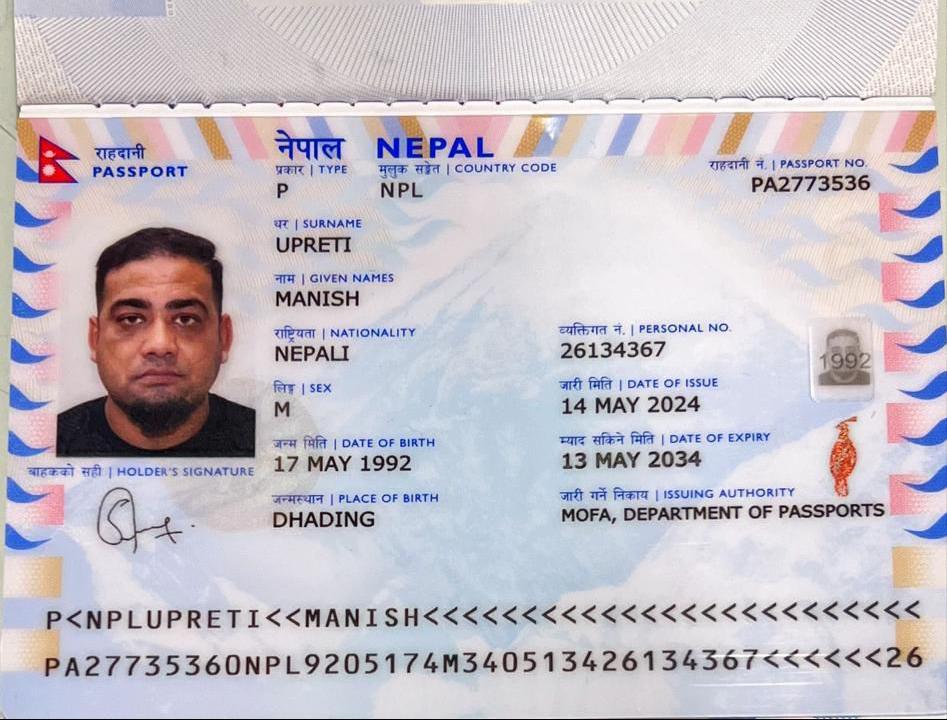 राहदानी
PASSPORT
नेपाल NEPAL
प्रकार | TYPE मुलुक सङ्केत | COUNTRY CODE राहदानी नं. | PASSPORT NO.
P NPL PA2773536
थर | SURNAME
UPRETI
नाम | GIVEN NAMES
MANISH
राष्ट्रियता | NATIONALITY व्यक्तिगत नं. | PERSONAL NO.
NEPALI 26134367
1992
लिङ्ग | SEX जारी मिति | DATE OF ISSUE
M 14 MAY 2024
जन्म मिति | DATE OF BIRTH म्याद सकिने मिति | DATE OF EXPIRY
17 MAY 1992 13 MAY 2034
बाहकको सही | HOLDER'S SIGNATURE
जन्मस्थान | PLACE OF BIRTH जारी गर्ने निकाय | ISSUING AUTHORITY
DHADING MOFA, DEPARTMENT OF PASSPORTS
P<NPLUPRETI<<MANISH<<<<<<<<<<<<<<<<<<<<<<<<<
PA27735360NPL9205174M340513426134367<<<<<<26